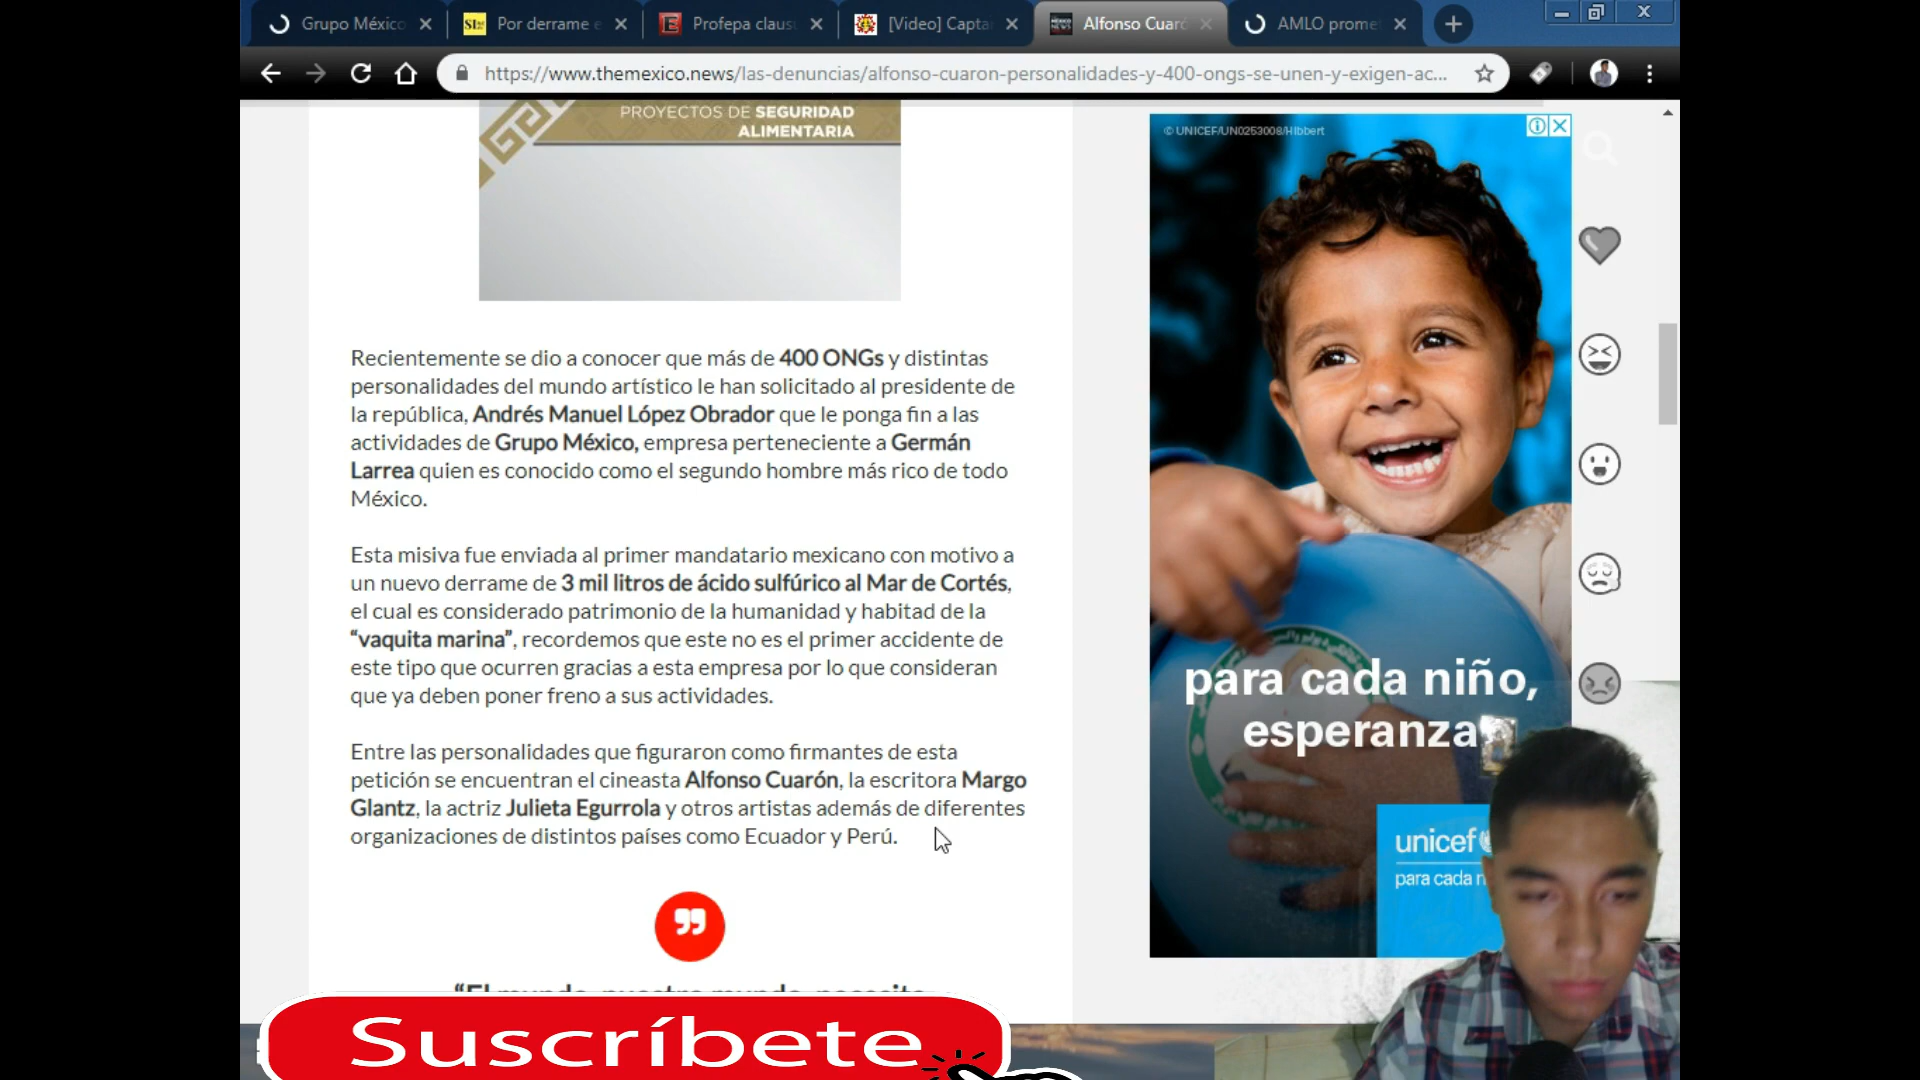 Grupo México
Por derrame e
Profepa claus
[Video] Capta
Alfonso Cuaró
AMLO prome
https://www.themexico.news/las-denuncias/alfonso-cuaron-personalidades-y-400-ongs-se-unen-y-exigen-ac...
PROYECTOS DE SEGURIDAD
ALIMENTARIA
© UNICEF/UN0253008/Hibbert
Recientemente se dio a conocer que más de 400 ONGs y distintas
personalidades del mundo artístico le han solicitado al presidente de
la república, Andrés Manuel López Obrador que le ponga fin a las
actividades de Grupo México, empresa perteneciente a Germán
Larrea quien es conocido como el segundo hombre más rico de todo
México.
Esta misiva fue enviada al primer mandatario mexicano con motivo a
un nuevo derrame de 3 mil litros de ácido sulfúrico al Mar de Cortés,
el cual es considerado patrimonio de la humanidad y habitad de la
“vaquita marina”, recordemos que este no es el primer accidente de
este tipo que ocurren gracias a esta empresa por lo que consideran
que ya deben poner freno a sus actividades.
Entre las personalidades que figuraron como firmantes de esta
petición se encuentran el cineasta Alfonso Cuarón, la escritora Margo
Glantz, la actriz Julieta Egurrola y otros artistas además de diferentes
organizaciones de distintos países como Ecuador y Perú.
para cada niño,
esperanza
unicef
para cada n
“El mundo, nuestro mundo, necesita
Suscríbete